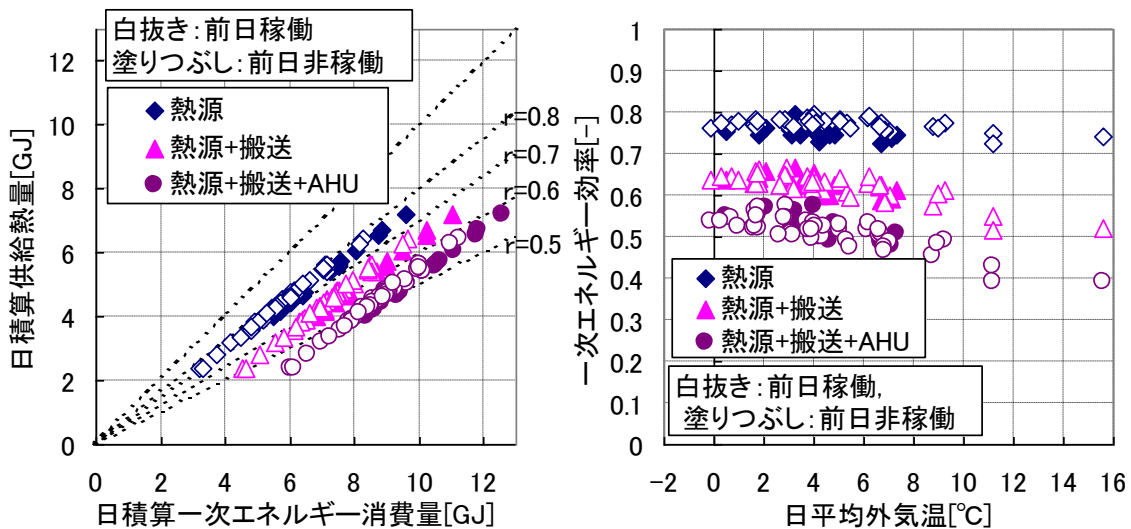 白抜き：前日稼働
塗りつぶし：前日非稼働
熱源
熱源+搬送
熱源+搬送+AHU
r=0.8
r=0.7
r=0.6
r=0.5
日積算供給熱量[GJ]
12
10
8
6
4
2
0
0 2 4 6 8 10 12
日積算一次エネルギー消費量[GJ]
一次エネルギー効率[-]
1
0.9
0.8
0.7
0.6
0.5
0.4
0.3
0.2
0.1
0
熱源
熱源+搬送
熱源+搬送+AHU
白抜き：前日稼働,
塗りつぶし：前日非稼働
-2 0 2 4 6 8 10 12 14 16
日平均外気温[℃]